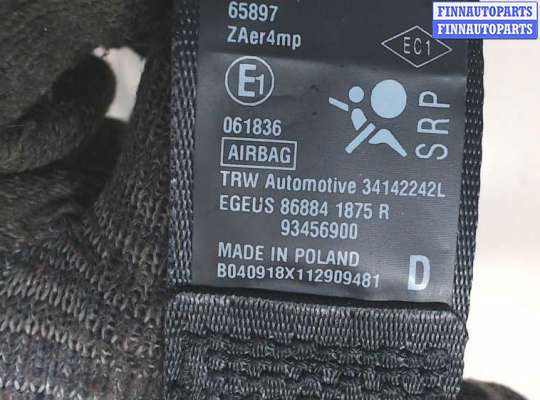 FINNAUTOPARTS
FINNAUTOPARTS
65897
ZAer4mp
EC1
E1
061836
SRP
AIRBAG
TRW Automotive 34142242L
EGEUS 86884 1875 R
93456900
MADE IN POLAND
B040918X112909481
D